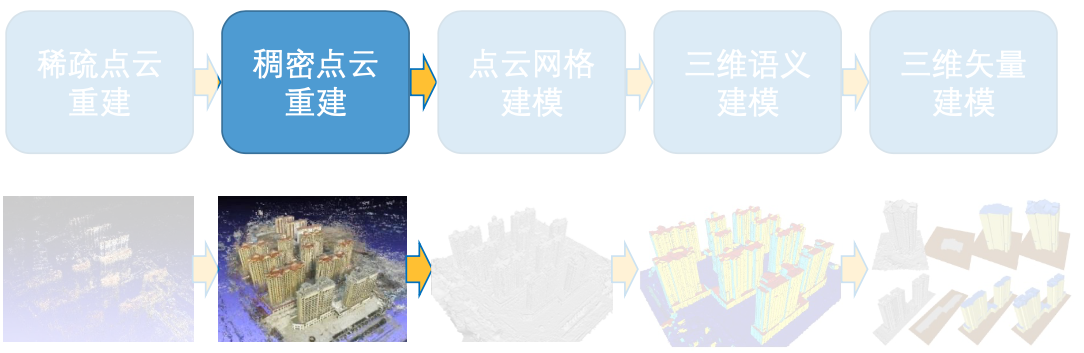 稀疏点云
重建
稠密点云
重建
点云网格
建模
三维语义
建模
三维矢量
建模